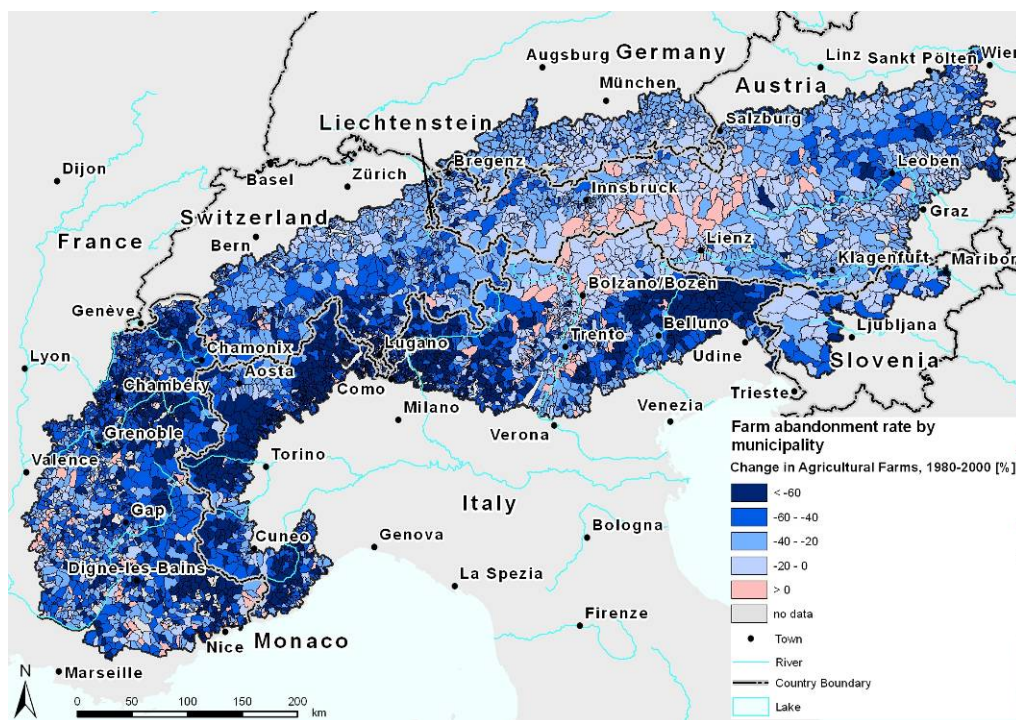 Augsburg
Germany
Linz
Sankt Pölten
Wien
München
Austria
Salzburg
Liechtenstein
Dijon
Basel
Zürich
Bregenz
Leoben
Innsbruck
Switzerland
Graz
France
Bern
Lienz
Klagenfurt
Maribor
Bolzano/Bozen
Genève
Ljubljana
Lugano
Trento
Belluno
Slovenia
Lyon
Chamonix
Udine
Aosta
Chambéry
Como
Trieste
Milano
Venezia
Verona
Grenoble
Valence
Torino
Italy
Gap
Bologna
Cuneo
Genova
Digne-les-Bains
La Spezia
Firenze
Monaco
Nice
Marseille
N
0 50 100 150 200
km
Farm abandonment rate by
municipality
Change in Agricultural Farms, 1980-2000 [%]
< -60
-60 - -40
-40 - -20
-20 - 0
> 0
no data
Town
River
Country Boundary
Lake